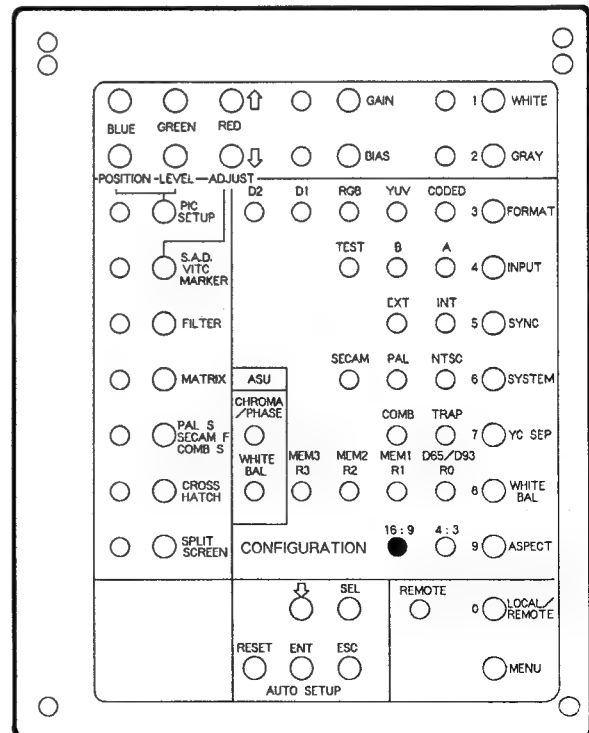 GAIN 1 WHITE
BLUE GREEN RED
BIAS 2 GRAY
POSITION -LEVEL- ADJUST
D2 D1 RGB YUV CODED
PIC SETUP
3 FORMAT
TEST B A
S.A.D. VITC MARKER
4 INPUT
EXT INT
FILTER
5 SYNC
SECAM PAL NTSC
MATRIX
ASU
6 SYSTEM
CHROMA /PHASE
COMB TRAP
PAL S SECAM F COMB S
7 YC SEP
WHITE BAL
MEM3 MEM2 MEM1 D65/D93
R3 R2 R1 R0
CROSS HATCH
8 WHITE BAL
16:9 4:3
SPLIT SCREEN
CONFIGURATION
9 ASPECT
SEL
REMOTE
0 LOCAL/ REMOTE
RESET ENT ESC
MENU
AUTO SETUP